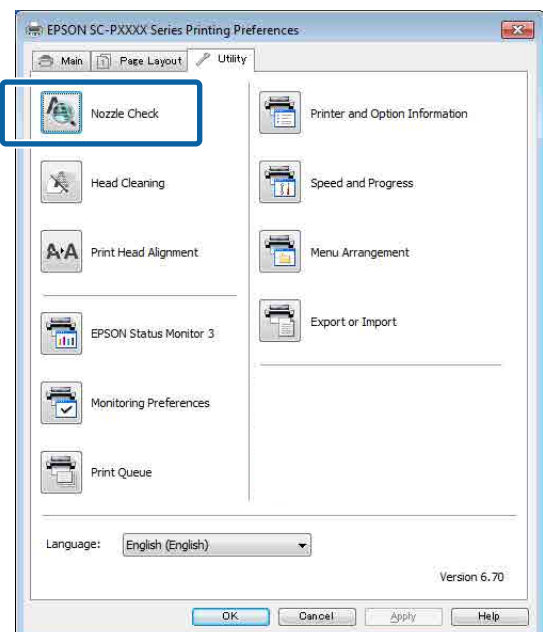 EPSON SC-PXXXX Series Printing Preferences
Main
Page Layout
Utility
Nozzle Check
Head Cleaning
A›A
Print Head Alignment
EPSON Status Monitor 3
Monitoring Preferences
Print Queue
Printer and Option Information
Speed and Progress
Menu Arrangement
Export or Import
Language:
English (English)
Version 6.70
OK
Cancel
Apply
Help